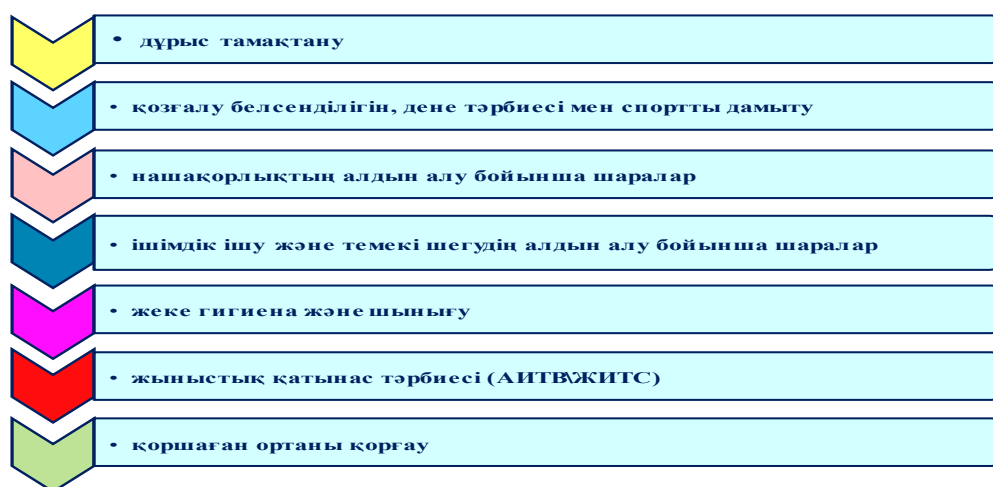 • дұрыс тамақтану
• қозғалу белсенділігін, дене тәрбиесі мен спортты дамыту
• нашақорлықтың алдын алу бойынша шаралар
• ішімдік ішу және темекі шегудің алдын алу бойынша шаралар
• жеке гигиена және шынығу
• жыныстық қатынас тәрбиесі (АИТВ\ЖИТС)
• қоршаған ортаны қорғау